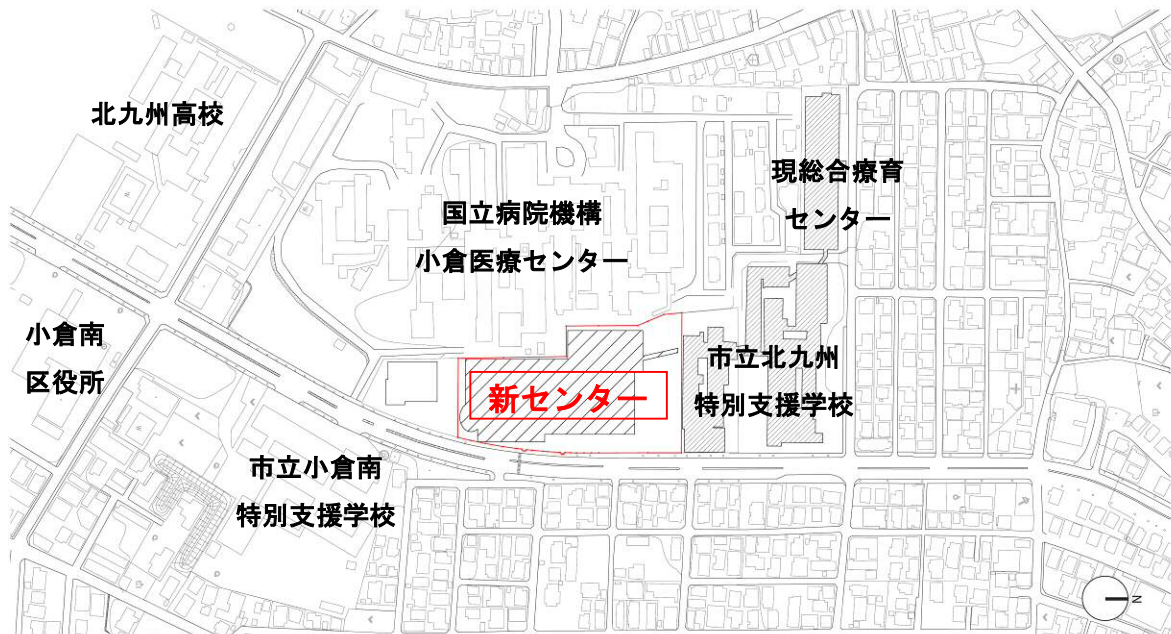 北九州高校
国立病院機構
小倉医療センター
現総合療育
センター
小倉南
区役所
新センター
市立北九州
特別支援学校
市立小倉南
特別支援学校
N